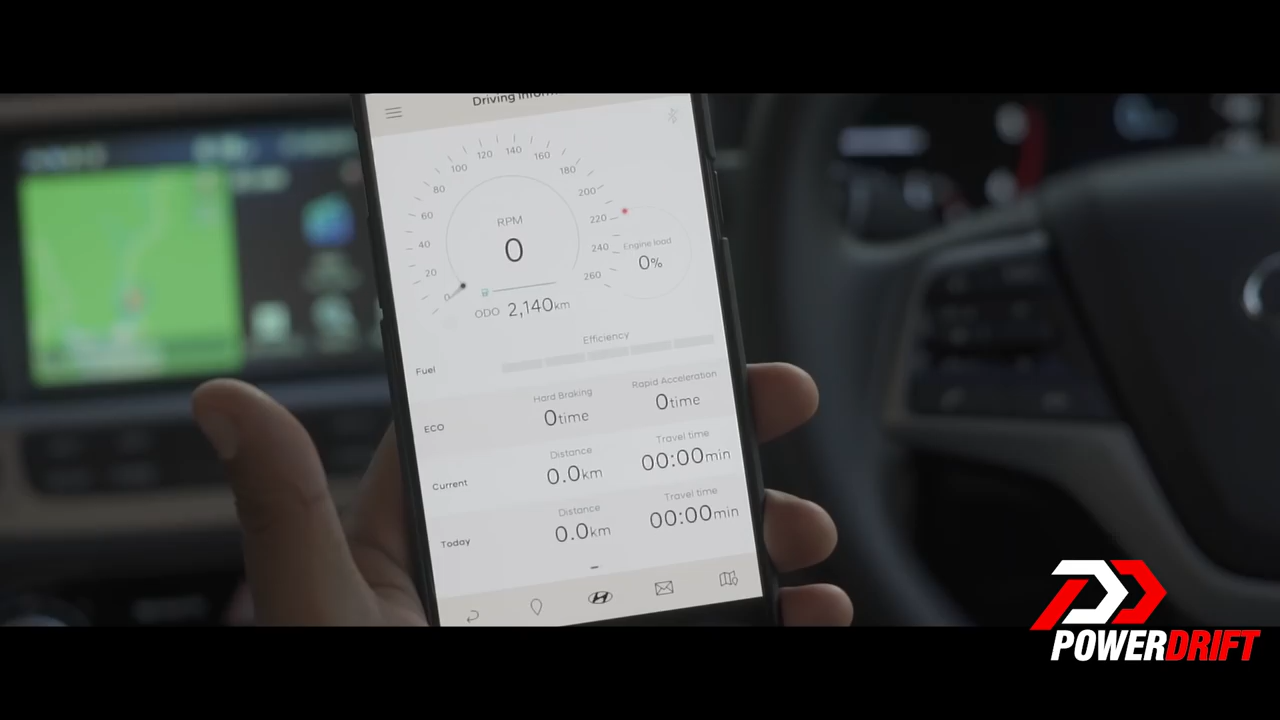 Driving Inform
0
20
40
60
80
100
120
140
160
180
200
220
240
260
RPM
0
Engine load
0%
ODO 2,140km
Efficiency
Fuel
Hard Braking
Rapid Acceleration
ECO
0time
0time
Distance
Travel time
Current
0.0km
00:00min
Distance
Travel time
Today
0.0km
00:00min
POWERDRIFT